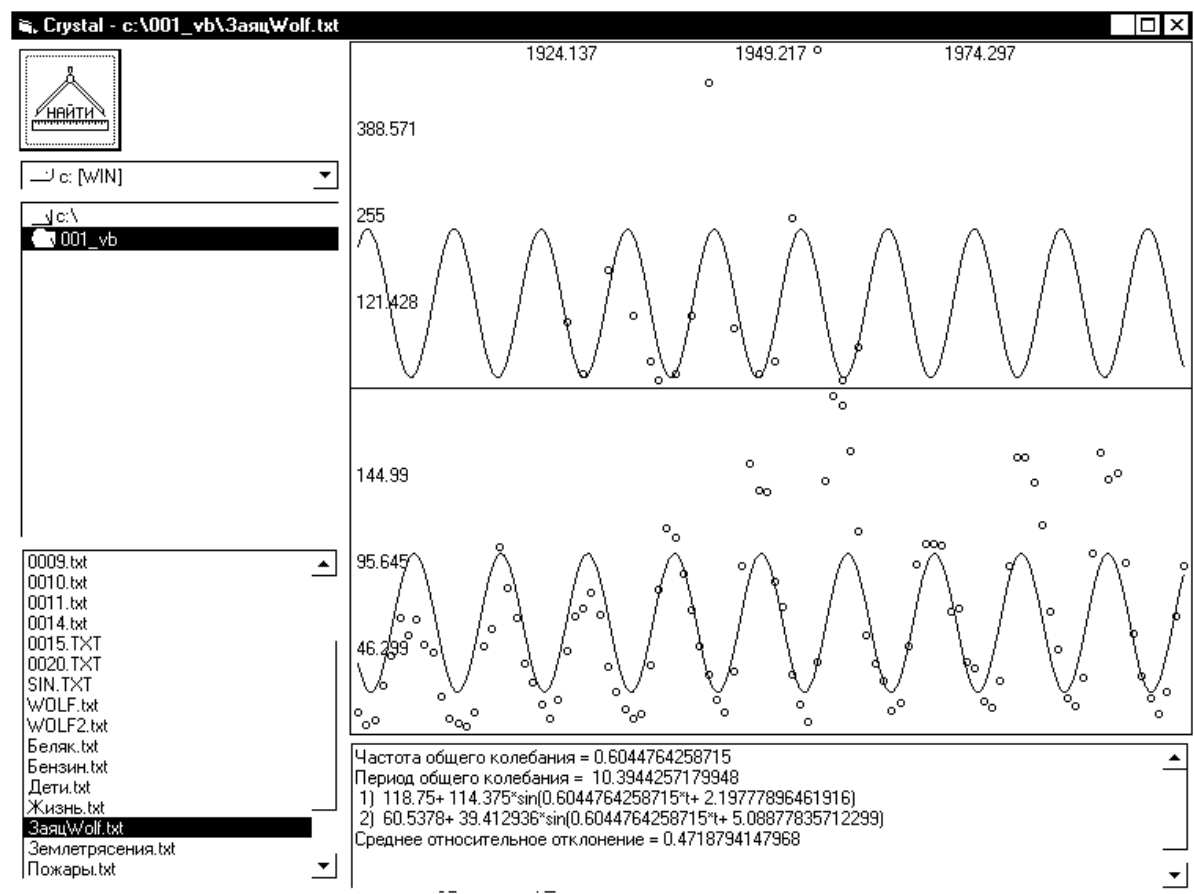 Crystal - c:\001_vb\ЗаяцWolf.txt
НАЙТИ
c: [WIN]
c:\
001_vb
0009.txt
0010.txt
0011.txt
0014.txt
0015.TXT
0020.TXT
SIN.TXT
WOLF.txt
WOLF2.txt
Беляк.txt
Бензин.txt
Дети.txt
Жизнь.txt
ЗаяцWolf.txt
Землетрясения.txt
Пожары.txt
1924.137 1949.217 1974.297
388.571
255
121.428
144.99
95.645
46.299
Частота общего колебания = 0.6044764258715
Период общего колебания = 10.3944257179948
1) 118.75+ 114.375*sin(0.6044764258715*t+ 2.19777896461916)
2) 60.5378+ 39.412936*sin(0.6044764258715*t+ 5.08877835712299)
Среднее относительное отклонение = 0.4718794147968